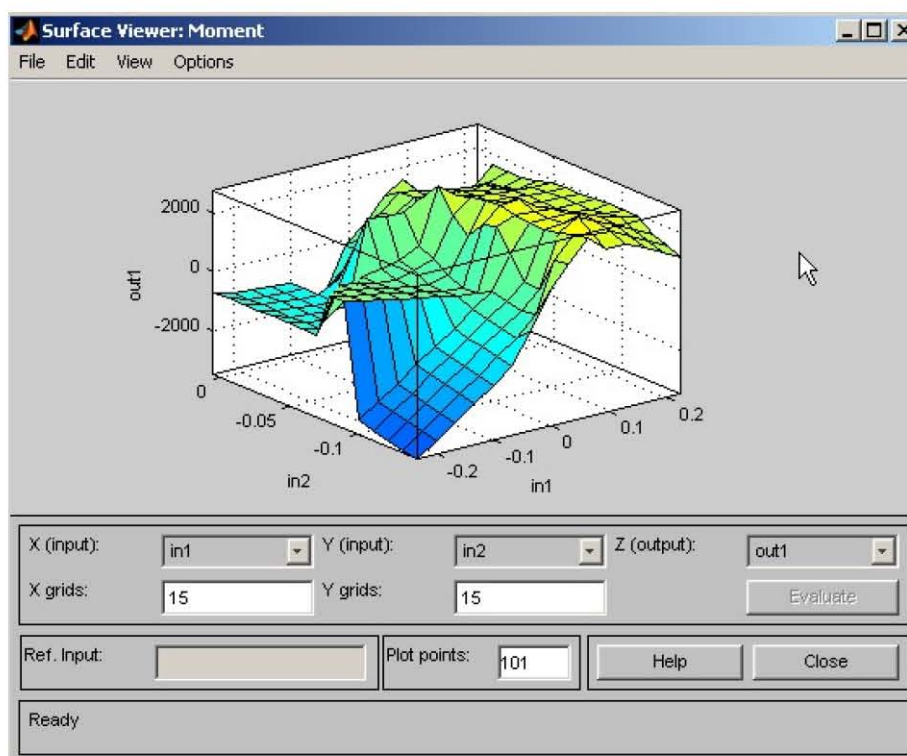 Surface Viewer: Moment
File Edit View Options
2000
0
-2000
out1
0
-0.05
-0.1
in2
-0.2
-0.1
0
0.1
0.2
in1
X (input): in1 Y (input): in2 Z (output): out1
X grids: 15 Y grids: 15 Evaluate
Ref. Input: Plot points: 101 Help Close
Ready